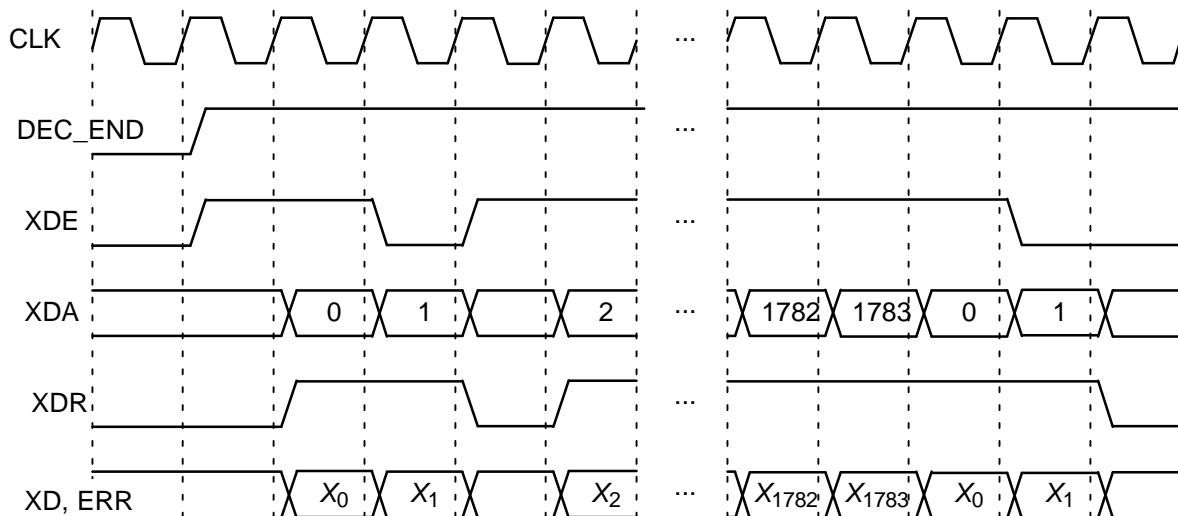 CLK ...
DEC_END ...
XDE ...
XDA 0 1 2 ... 1782 1783 0 1
XDR ...
XD, ERR X0 X1 X2 ... X1782 X1783 X0 X1